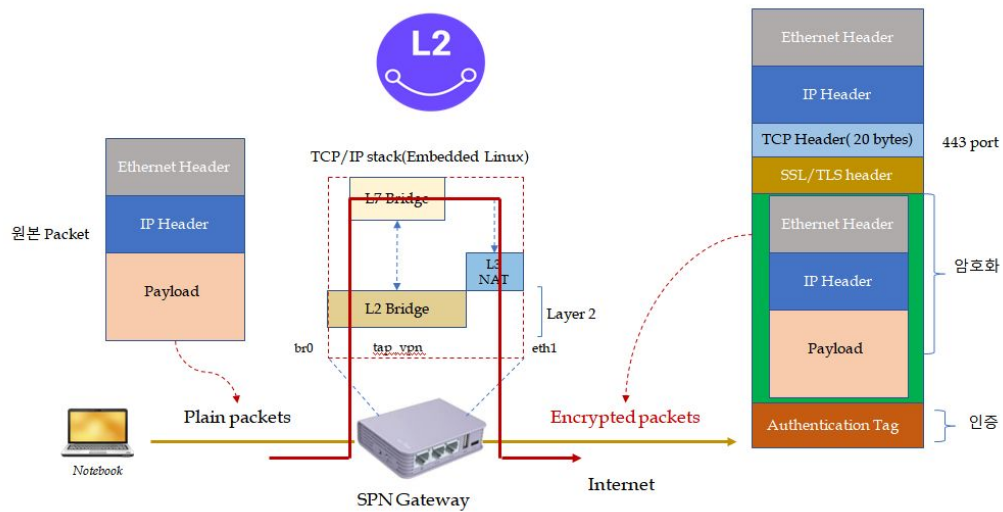 L2
Ethernet Header
IP Header
TCP Header( 20 bytes)
443 port
SSL/TLS header
Ethernet Header
IP Header
Payload
암호화
Authentication Tag
인증
TCP/IP stack(Embedded Linux)
L7 Bridge
L3
NAT
L2 Bridge
Layer 2
br0
tap_vpn
eth1
원본 Packet
Ethernet Header
IP Header
Payload
Plain packets
Encrypted packets
Notebook
Internet
SPN Gateway